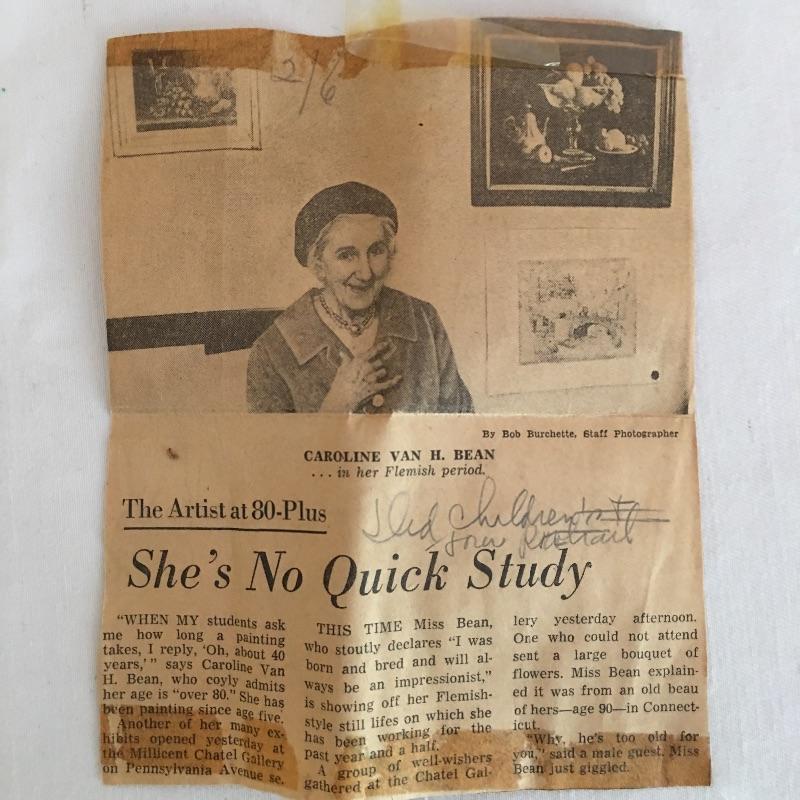 2/6
By Bob Burchette, Staff Photographer
CAROLINE VAN H. BEAN
... in her Flemish period.
The Artist at 80-Plus
I did children
your portrait
She's No Quick Study
"WHEN MY students ask
me how long a painting
takes, I reply, 'Oh, about 40
years,'" says Caroline Van
H. Bean, who coyly admits
her age is "over 80." She has
been painting since age five.
Another of her many ex-
hibits opened yesterday at
the Millicent Chatel Gallery
on Pennsylvania Avenue se.
THIS TIME Miss Bean,
who stoutly declares "I was
born and bred and will al-
ways be an impressionist,"
is showing off her Flemish-
style still lifes on which she
has been working for the
past year and a half.
A group of well-wishers
gathered at the Chatel Gal-
lery yesterday afternoon.
One who could not attend
sent a large bouquet of
flowers. Miss Bean explain-
ed it was from an old beau
of hers—age 90—in Connect-
icut.
"Why, he's too old for
you," said a male guest. Miss
Bean just giggled.